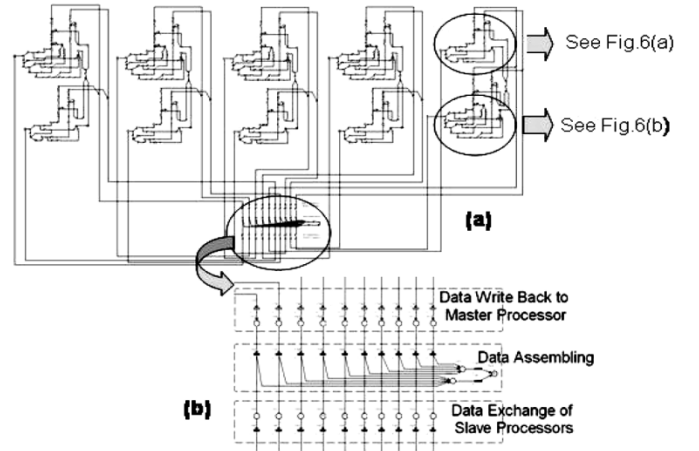 See Fig.6(a)
See Fig.6(b)
(a)
Data Write Back to
Master Processor
Data Assembling
(b)
Data Exchange of
Slave Processors